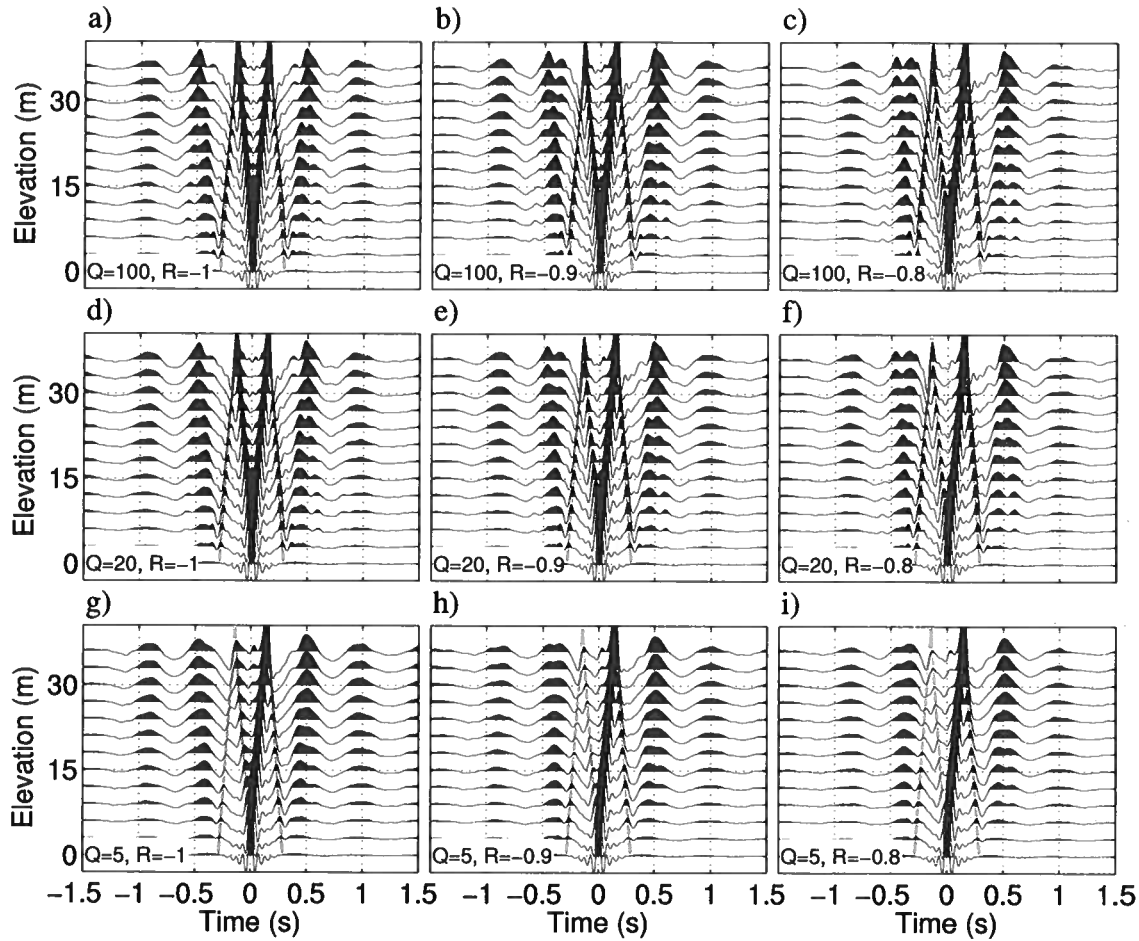 a)
b)
c)
Elevation (m)
30
15
0
Q=100, R=−1
Q=100, R=−0.9
Q=100, R=−0.8
d)
e)
f)
Elevation (m)
30
15
0
Q=20, R=−1
Q=20, R=−0.9
Q=20, R=−0.8
g)
h)
i)
Elevation (m)
30
15
0
Q=5, R=−1
Q=5, R=−0.9
Q=5, R=−0.8
−1.5 −1 −0.5 0 0.5 1 1.5
−1 −0.5 0 0.5 1 1.5
−1 −0.5 0 0.5 1 1.5
Time (s)
Time (s)
Time (s)